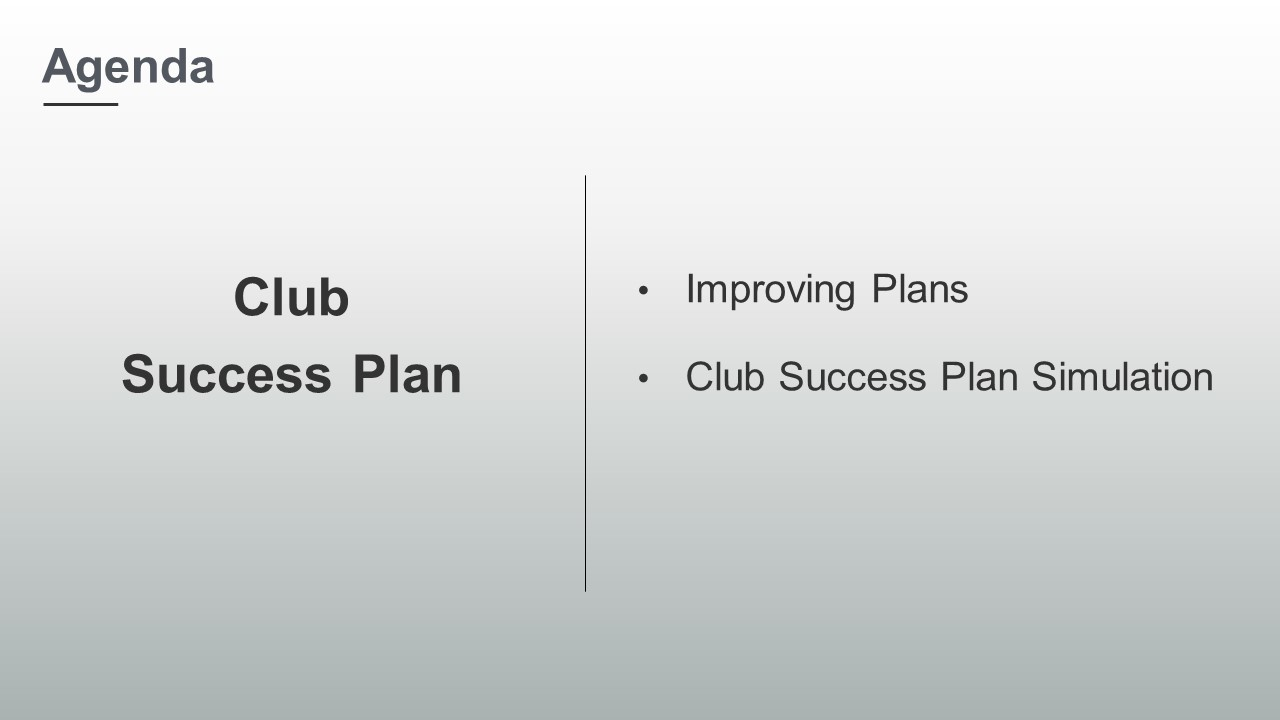 Agenda
Club
Success Plan
• Improving Plans
• Club Success Plan Simulation